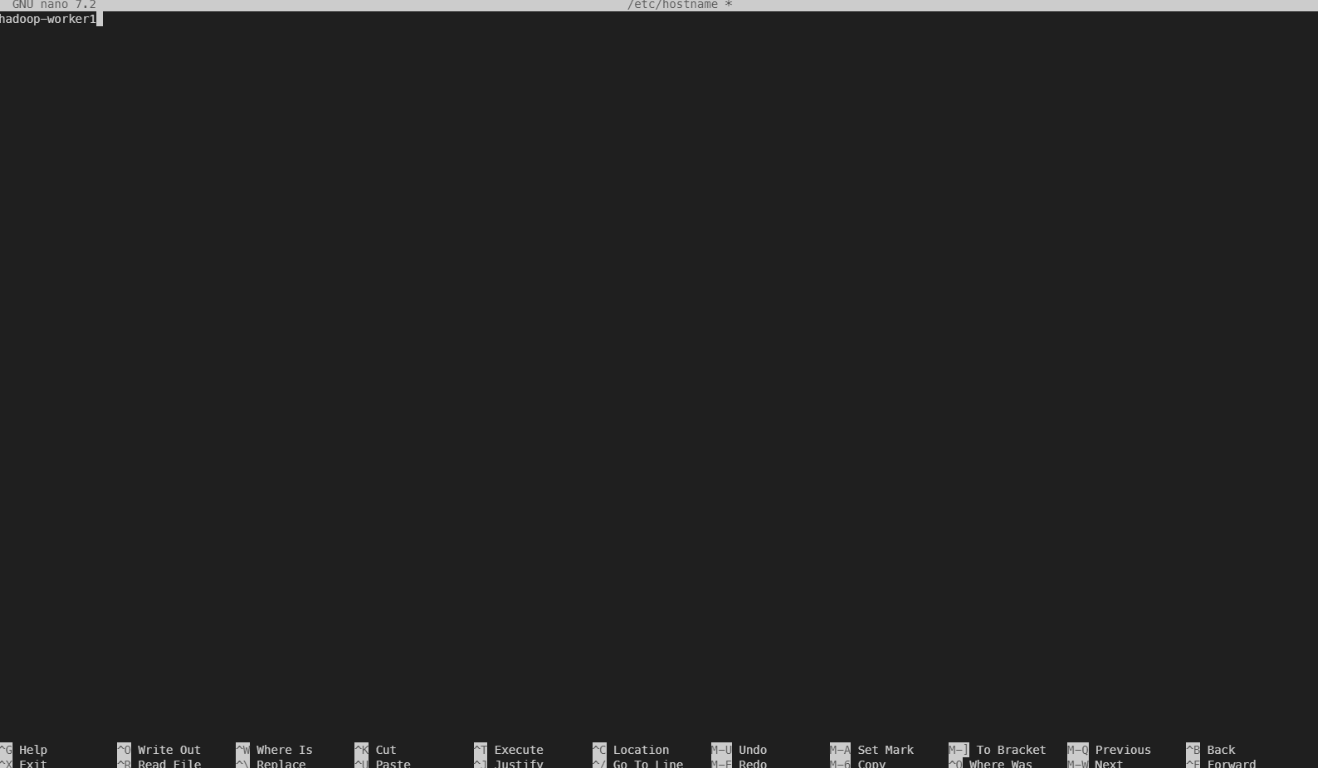 GNU nano 7.2 /etc/hostname *
hadoop-worker1
^G Help ^O Write Out ^W Where Is ^K Cut ^T Execute ^C Location M-U Undo M-A Set Mark M-] To Bracket M-Q Previous ^B Back
^X Exit ^R Read File ^\ Replace ^U Paste ^J Justify ^/ Go To Line M-E Redo M-6 Copy ^Q Where Was M-W Next ^F Forward